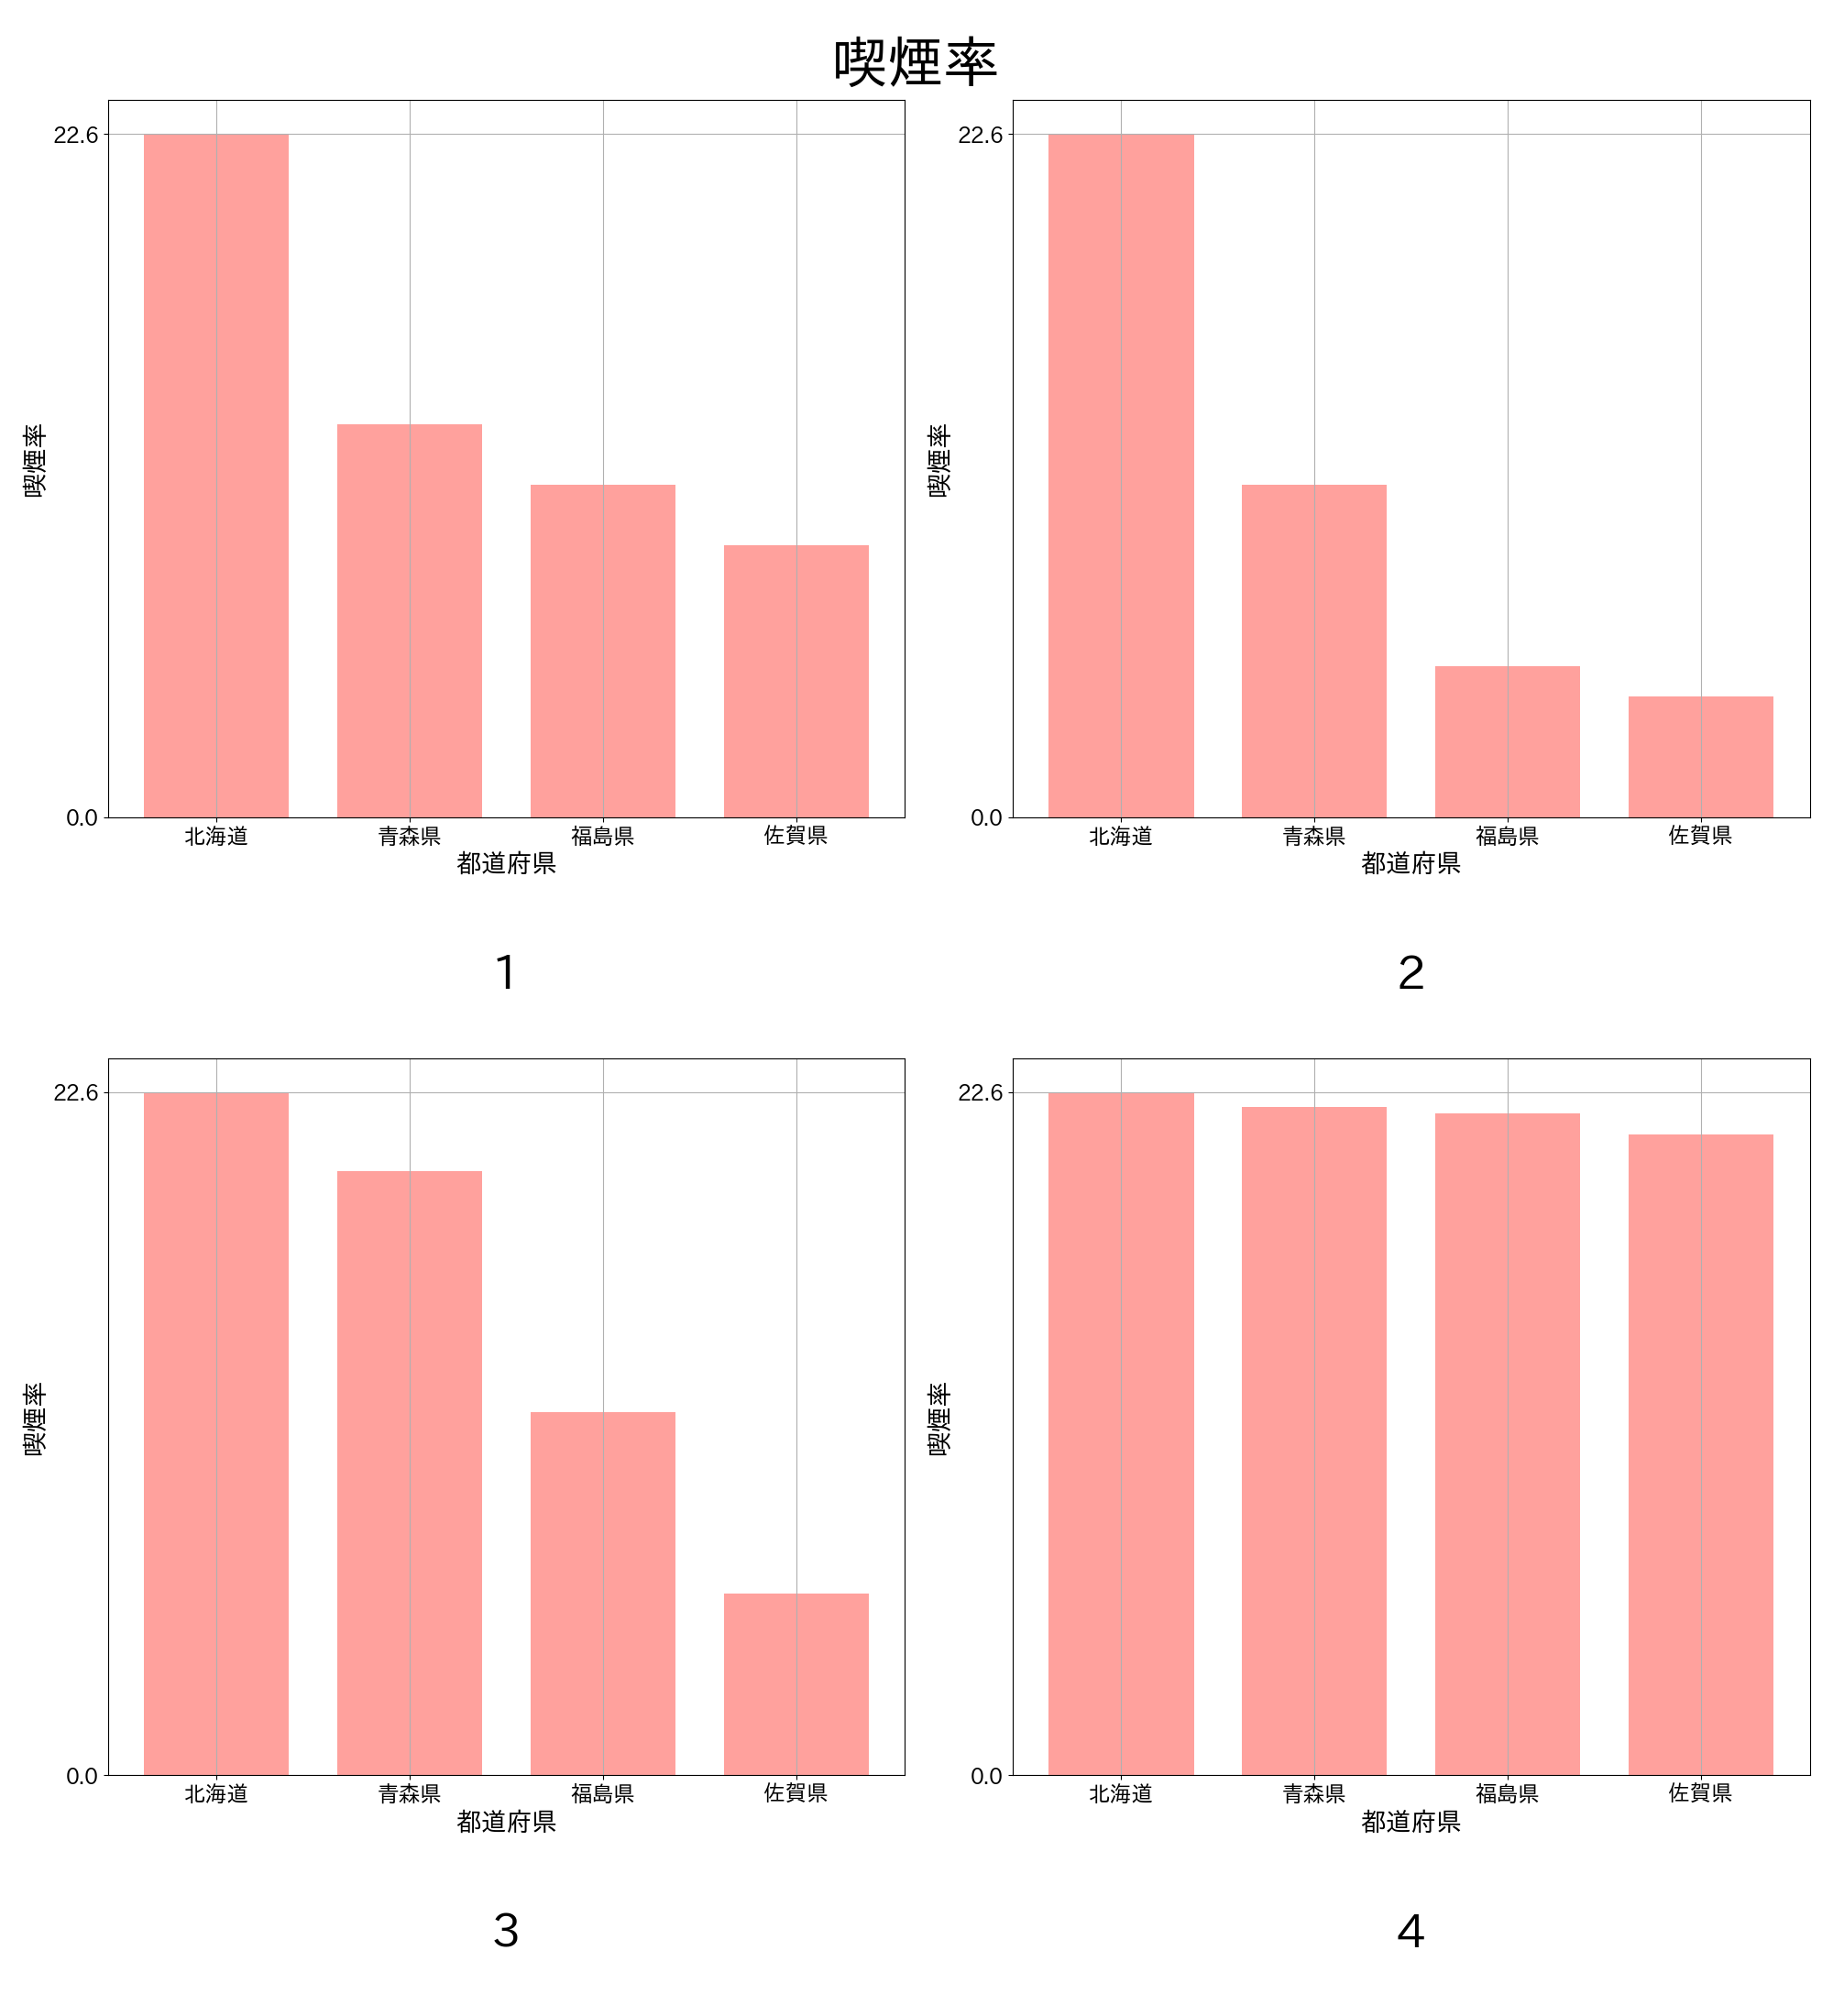 喫煙率
22.6
0.0
喫煙率
北海道 青森県 福島県 佐賀県
都道府県
1
22.6
0.0
喫煙率
北海道 青森県 福島県 佐賀県
都道府県
2
22.6
0.0
喫煙率
北海道 青森県 福島県 佐賀県
都道府県
3
22.6
0.0
喫煙率
北海道 青森県 福島県 佐賀県
都道府県
4